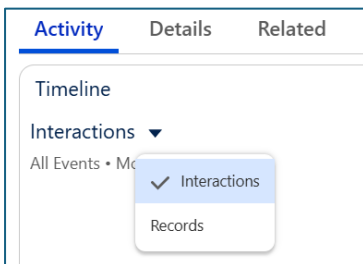 Activity Details Related
Timeline
Interactions
All Events •
Interactions
Records